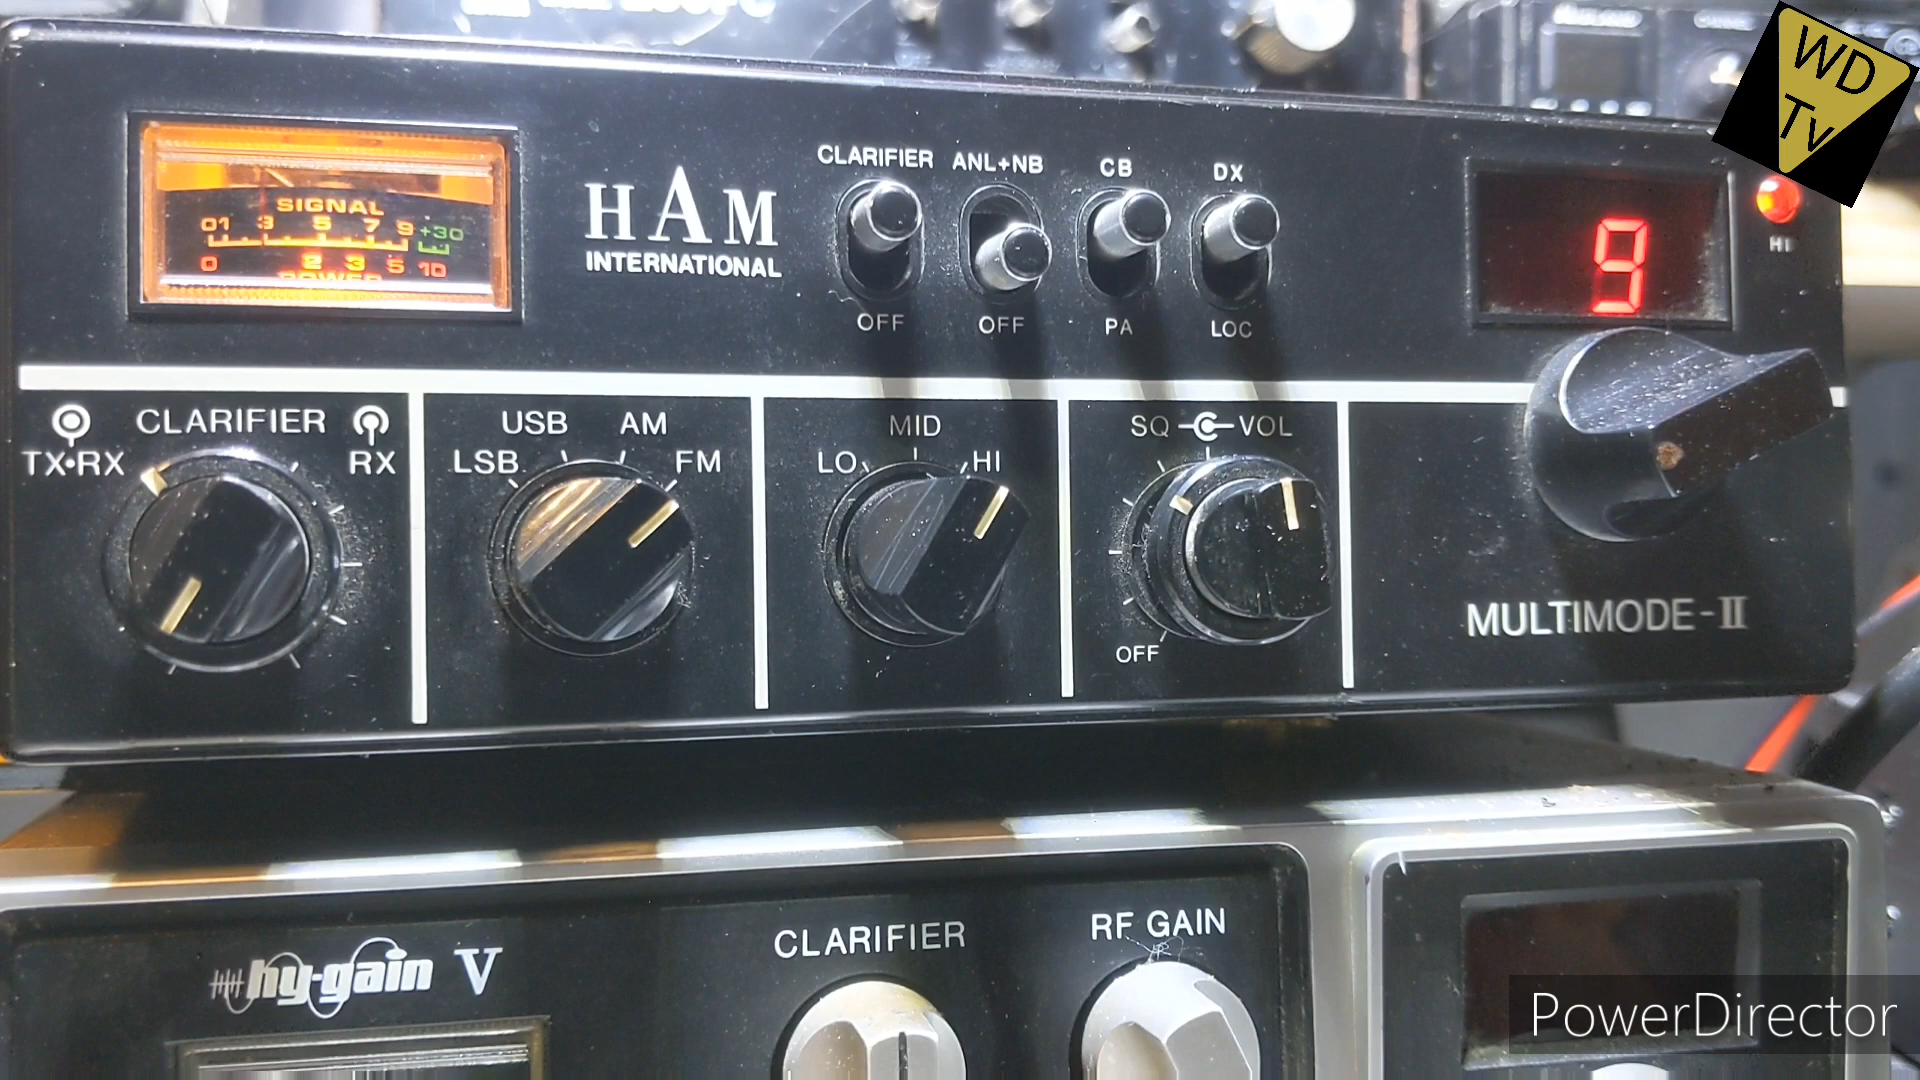 WD
TV
CLARIFIER ANL+NB CB DX
SIGNAL
01 3 5 7 9 +30
0 2 3 5 10
POWER
HAM
INTERNATIONAL
OFF OFF PA LOC
9
HI
TX•RX CLARIFIER RX
LSB USB AM FM
LO MID HI
SQ VOL
OFF
MULTIMODE-II
hy-gain V
CLARIFIER
RF GAIN
PowerDirector